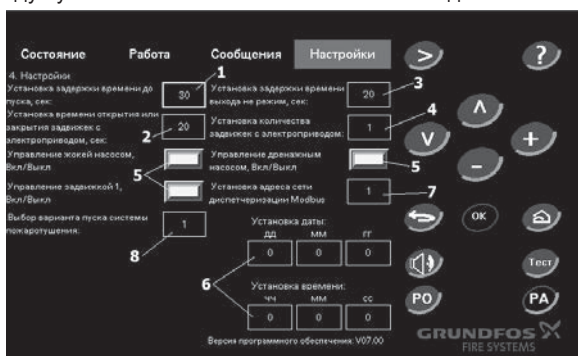 Состояние Работа Сообщения Настройки > ?
4. Настройки
1
Установка задержки времени до
пуска, сек:
30
Установка задержки времени
выхода не режим, сек:
20
3
Установка времени открытия или
закрытия задвижек с
электроприводом, сек:
2
20
Установка количества
задвижек с электроприводом:
1
4
Управление жокей насосом,
Вкл/Выкл
5
Управление дренажным
насосом, Вкл/Выкл
5
Управление задвижкой 1,
Вкл/Выкл
Установка адреса сети
диспетчеризации Modbus
1
7
Выбор варианта пуска системы
пожаротушения:
1
8
Установка даты:
дд мм гг
0 0 0
6
Установка времени:
чч мм сс
0 0 0
Версия программного обеспечения: V07.00
+
-
OK
Тест
PO PA
GRUNDFOS
FIRE SYSTEMS